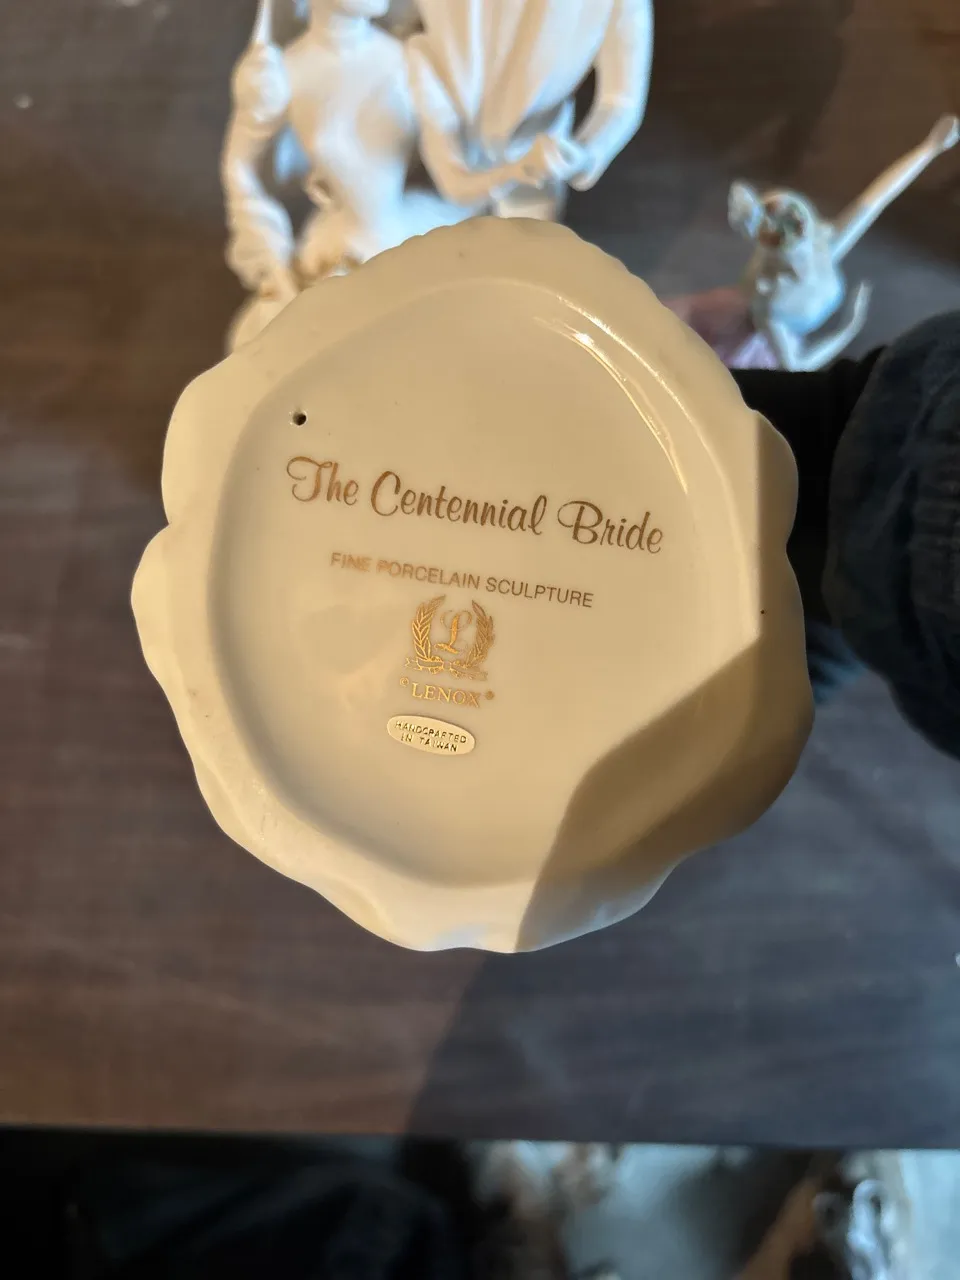 The Centennial Bride
FINE PORCELAIN SCULPTURE
L
©LENOX®
HANDCRAFTED
IN TAIWAN